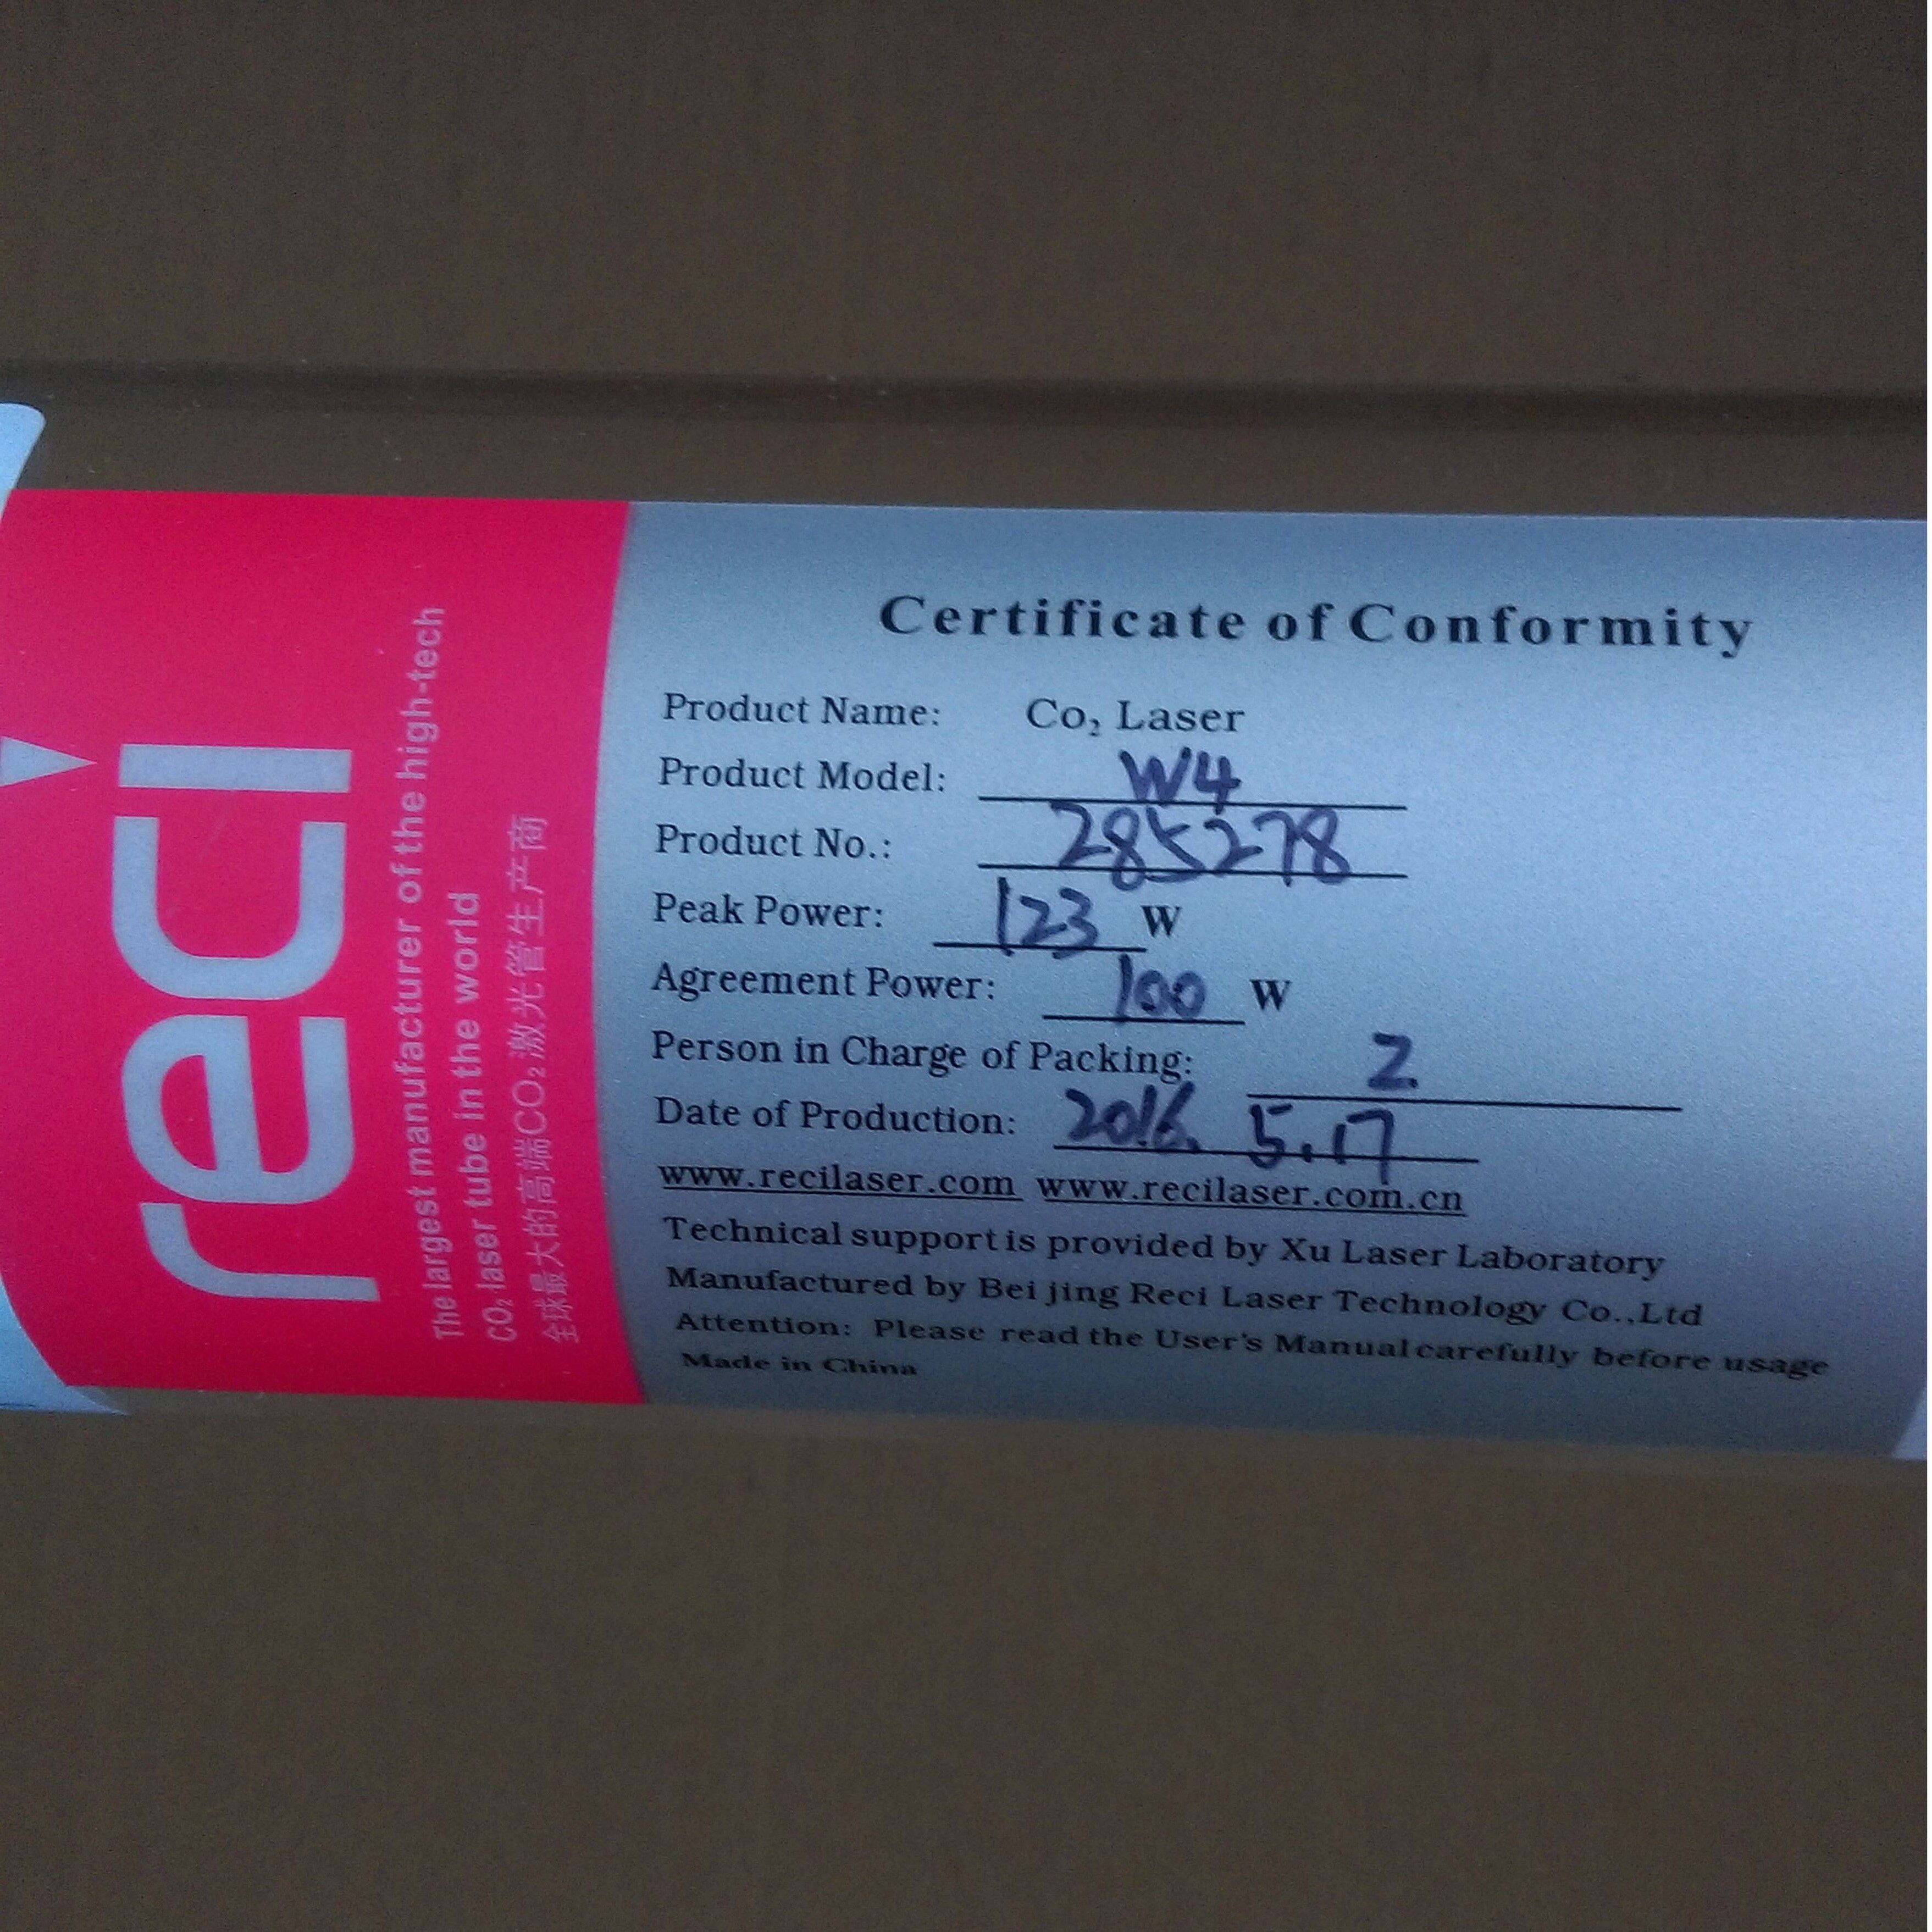 reci
The largest manufacturer of the high-tech
CO₂ laser tube in the world
全球最大的高端CO₂激光管生产商
Certificate of Conformity
Product Name: Co₂ Laser
Product Model: W4
Product No.: 285278
Peak Power: 123 W
Agreement Power: 100 W
Person in Charge of Packing: 2
Date of Production: 2016. 5.17
www.recilaser.com www.recilaser.com.cn
Technical support is provided by Xu Laser Laboratory
Manufactured by Beijing Reci Laser Technology Co.,Ltd
Attention: Please read the User's Manual carefully before usage
Made in China